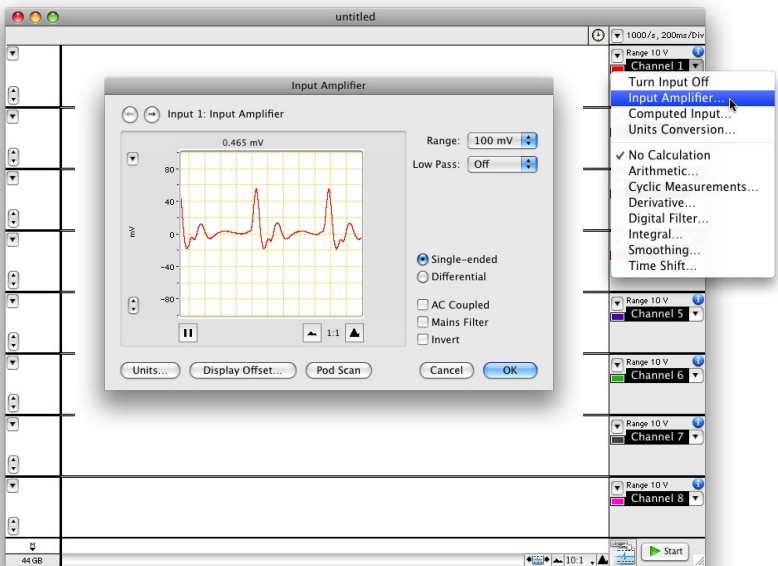 untitled
1000/s, 200ms/Div
Range 10 V
Channel 1
Turn Input Off
Input Amplifier...
Computed Input...
Units Conversion...
✓ No Calculation
Arithmetic...
Cyclic Measurements...
Derivative...
Digital Filter...
Integral...
Smoothing...
Time Shift...
Input Amplifier
Input 1: Input Amplifier
0.465 mV
Range: 100 mV
Low Pass: Off
80
40
0
-40
-80
mV
Single-ended
Differential
AC Coupled
Mains Filter
Invert
1:1
Units...
Display Offset...
Pod Scan
Cancel
OK
Range 10 V
Channel 5
Range 10 V
Channel 6
Range 10 V
Channel 7
Range 10 V
Channel 8
M
44 GB
10:1
Start